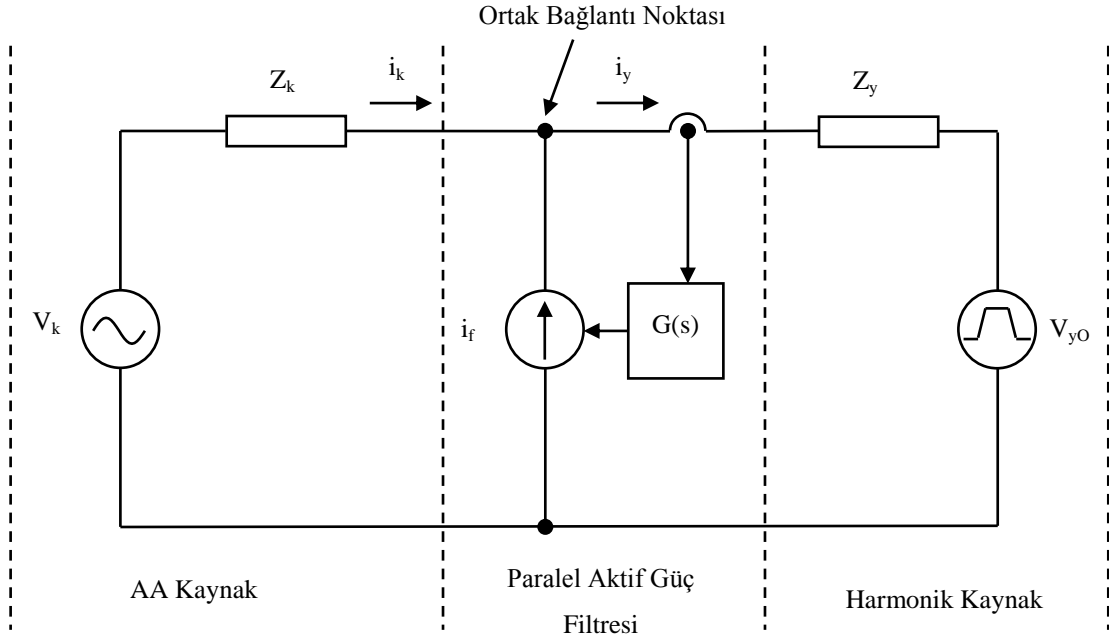 Ortak Bağlantı Noktası
Z_k
i_k
i_y
Z_y
V_k
i_f
G(s)
V_yO
AA Kaynak
Paralel Aktif Güç
Filtresi
Harmonik Kaynak